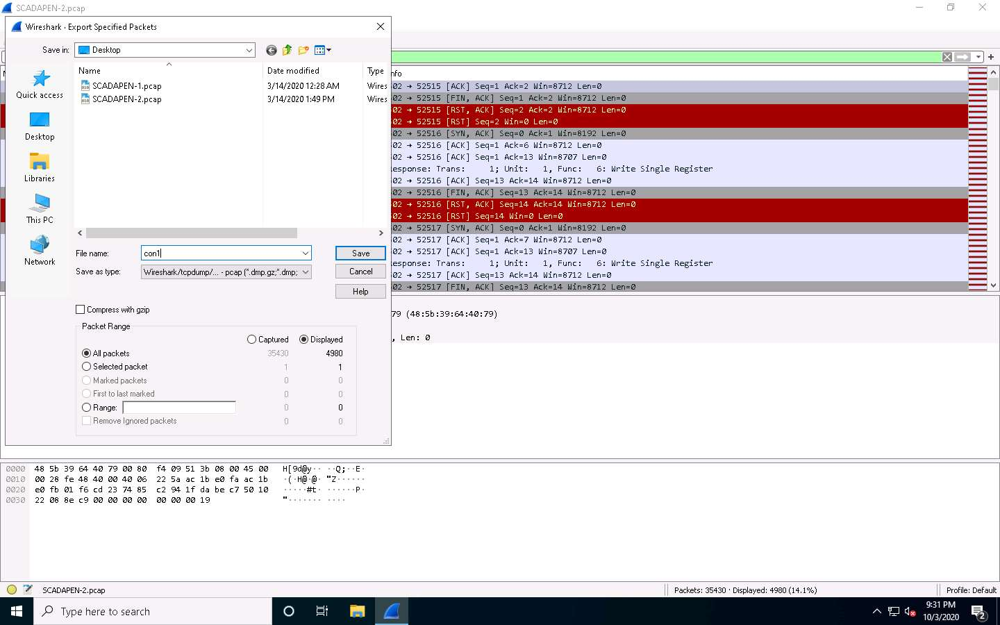 SCADAPEN-2.pcap
Wireshark · Export Specified Packets
Save in: Desktop
Name Date modified Type
SCADAPEN-1.pcap 3/14/2020 12:28 AM Wires
SCADAPEN-2.pcap 3/14/2020 1:49 PM Wires
Quick access
Desktop
Libraries
This PC
Network
File name: con1 Save
Save as type: Wireshark/tcpdump/... - pcap (*.dmp.gz;*.dmp; Cancel
Help
Compress with gzip
Packet Range
Captured Displayed
All packets 35430 4980
Selected packet 1 1
Marked packets 0 0
First to last marked 0 0
Range: 0 0
Remove Ignored packets 0 0
nfo
502 → 52515 [ACK] Seq=1 Ack=2 Win=8712 Len=0
502 → 52515 [FIN, ACK] Seq=1 Ack=2 Win=8712 Len=0
502 → 52515 [RST, ACK] Seq=2 Ack=2 Win=8712 Len=0
502 → 52515 [RST] Seq=2 Win=0 Len=0
502 → 52516 [SYN, ACK] Seq=0 Ack=1 Win=8192 Len=0
502 → 52516 [ACK] Seq=1 Ack=6 Win=8712 Len=0
502 → 52516 [ACK] Seq=1 Ack=13 Win=8707 Len=0
esponse: Trans: 1; Unit: 1, Func: 6: Write Single Register
502 → 52516 [ACK] Seq=13 Ack=14 Win=8712 Len=0
502 → 52516 [FIN, ACK] Seq=13 Ack=14 Win=8712 Len=0
502 → 52516 [RST, ACK] Seq=14 Ack=14 Win=8712 Len=0
502 → 52516 [RST] Seq=14 Win=0 Len=0
502 → 52517 [SYN, ACK] Seq=0 Ack=1 Win=8192 Len=0
502 → 52517 [ACK] Seq=1 Ack=7 Win=8712 Len=0
502 → 52517 [ACK] Seq=1 Ack=13 Win=8707 Len=0
esponse: Trans: 1; Unit: 1, Func: 6: Write Single Register
502 → 52517 [ACK] Seq=13 Ack=14 Win=8712 Len=0
502 → 52517 [FIN, ACK] Seq=13 Ack=14 Win=8712 Len=0
79 (48:5b:39:64:40:79)
, Len: 0
0000 48 5b 39 64 40 79 00 80 f4 09 51 3b 08 00 45 00 H[9d@y·· ··Q;··E·
0010 00 28 fe 48 40 00 40 06 22 5a ac 1b e0 fa ac 1b ·(·H@·@· "Z······
0020 e0 fb 01 f6 cd 23 74 85 c2 94 1f da be c7 50 10 ·····#t· ······P·
0030 22 08 8e c9 00 00 00 00 00 00 00 19 "······· ····
SCADAPEN-2.pcap Packets: 35430 · Displayed: 4980 (14.1%) Profile: Default
Type here to search
9:31 PM
10/3/2020
2